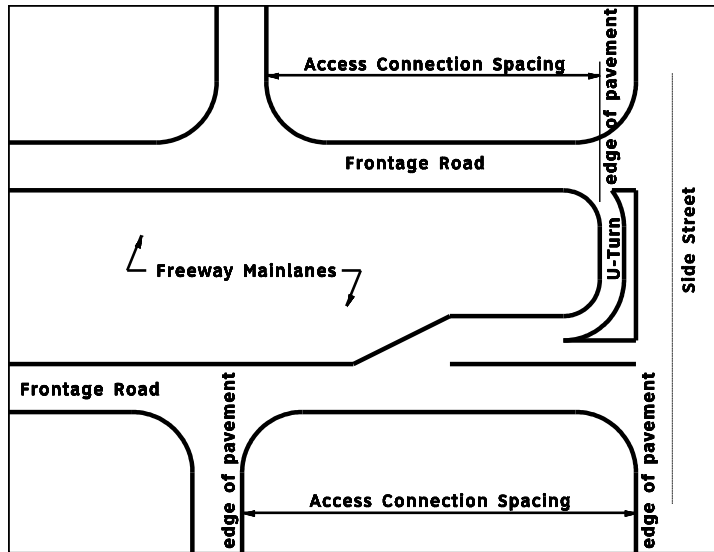 Access Connection Spacing
edge of pavement
Frontage Road
U-Turn
Side Street
Freeway Mainlanes
Frontage Road
edge of pavement
edge of pavement
Access Connection Spacing